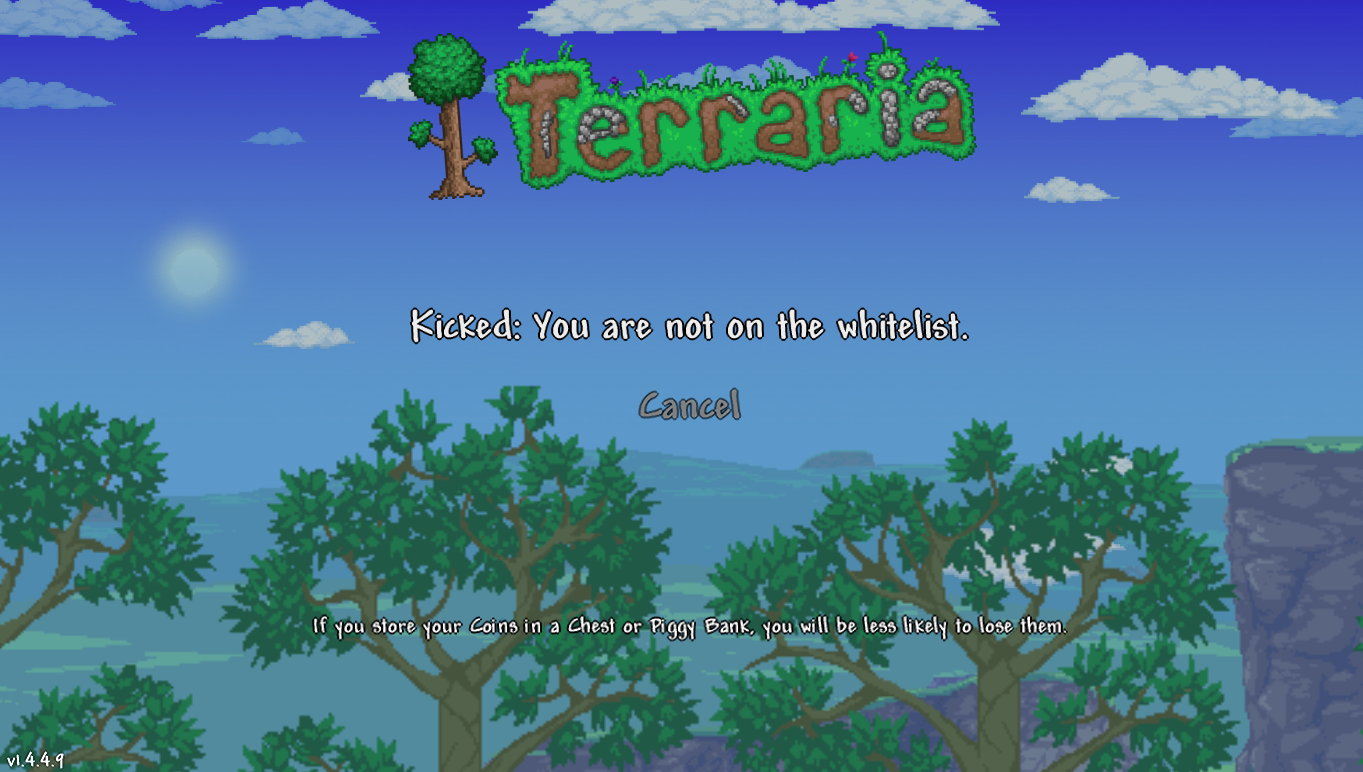 Terraria
Kicked: You are not on the whitelist.
Cancel
If you store your Coins in a Chest or Piggy Bank, you will be less likely to lose them.
v1.4.4.9